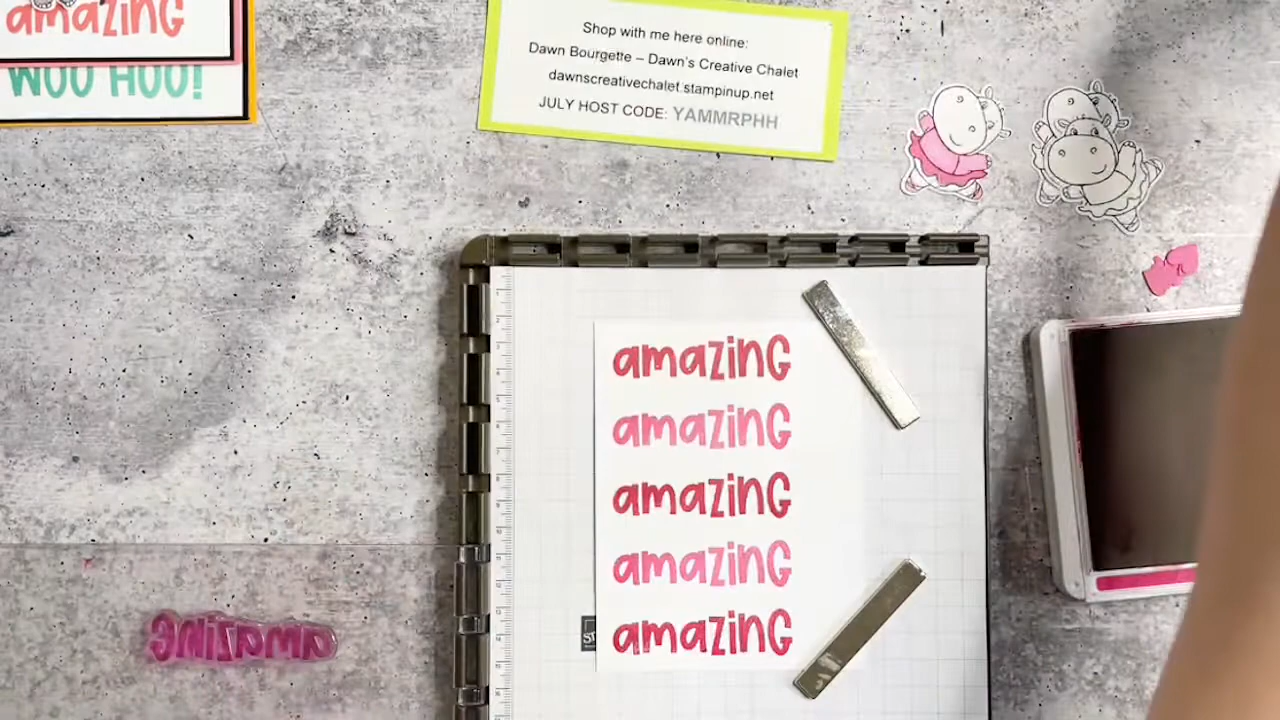 amazing
WOO HOO!
Shop with me here online:
Dawn Bourgette – Dawn's Creative Chalet
dawnscreativechalet.stampinup.net
JULY HOST CODE: YAMMRPHH
amazinG
amazinG
amazinG
amazinG
amazinG
amazinG